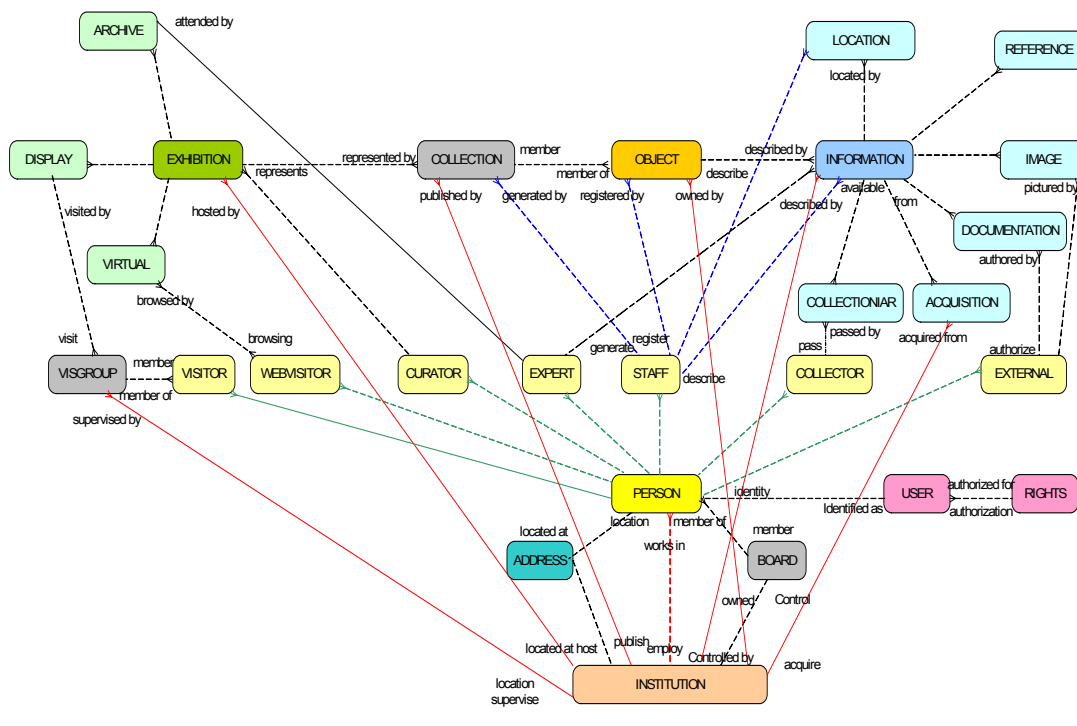 ARCHIVE
attended by
LOCATION
REFERENCE
located by
DISPLAY
EXHIBITION
represents
represented by
COLLECTION
member
member of
OBJECT
describe
described by
INFORMATION
IMAGE
pictured by
published by
generated by
registered by
owned by
described by
available
from
visited by
hosted by
DOCUMENTATION
authored by
VIRTUAL
browsed by
COLLECTIONIAR
ACQUISITION
passed by
acquired from
visit
browsing
generate
register
pass
authorize
VISGROUP
member
member of
VISITOR
WEBVISITOR
CURATOR
EXPERT
STAFF
describe
COLLECTOR
EXTERNAL
supervised by
PERSON
identity
USER
authorized for
RIGHTS
location
member of
Identified as
authorization
located at
works in
member
ADDRESS
BOARD
owned
Control
located at host
publish
employ
Controlled by
acquire
INSTITUTION
location
supervise